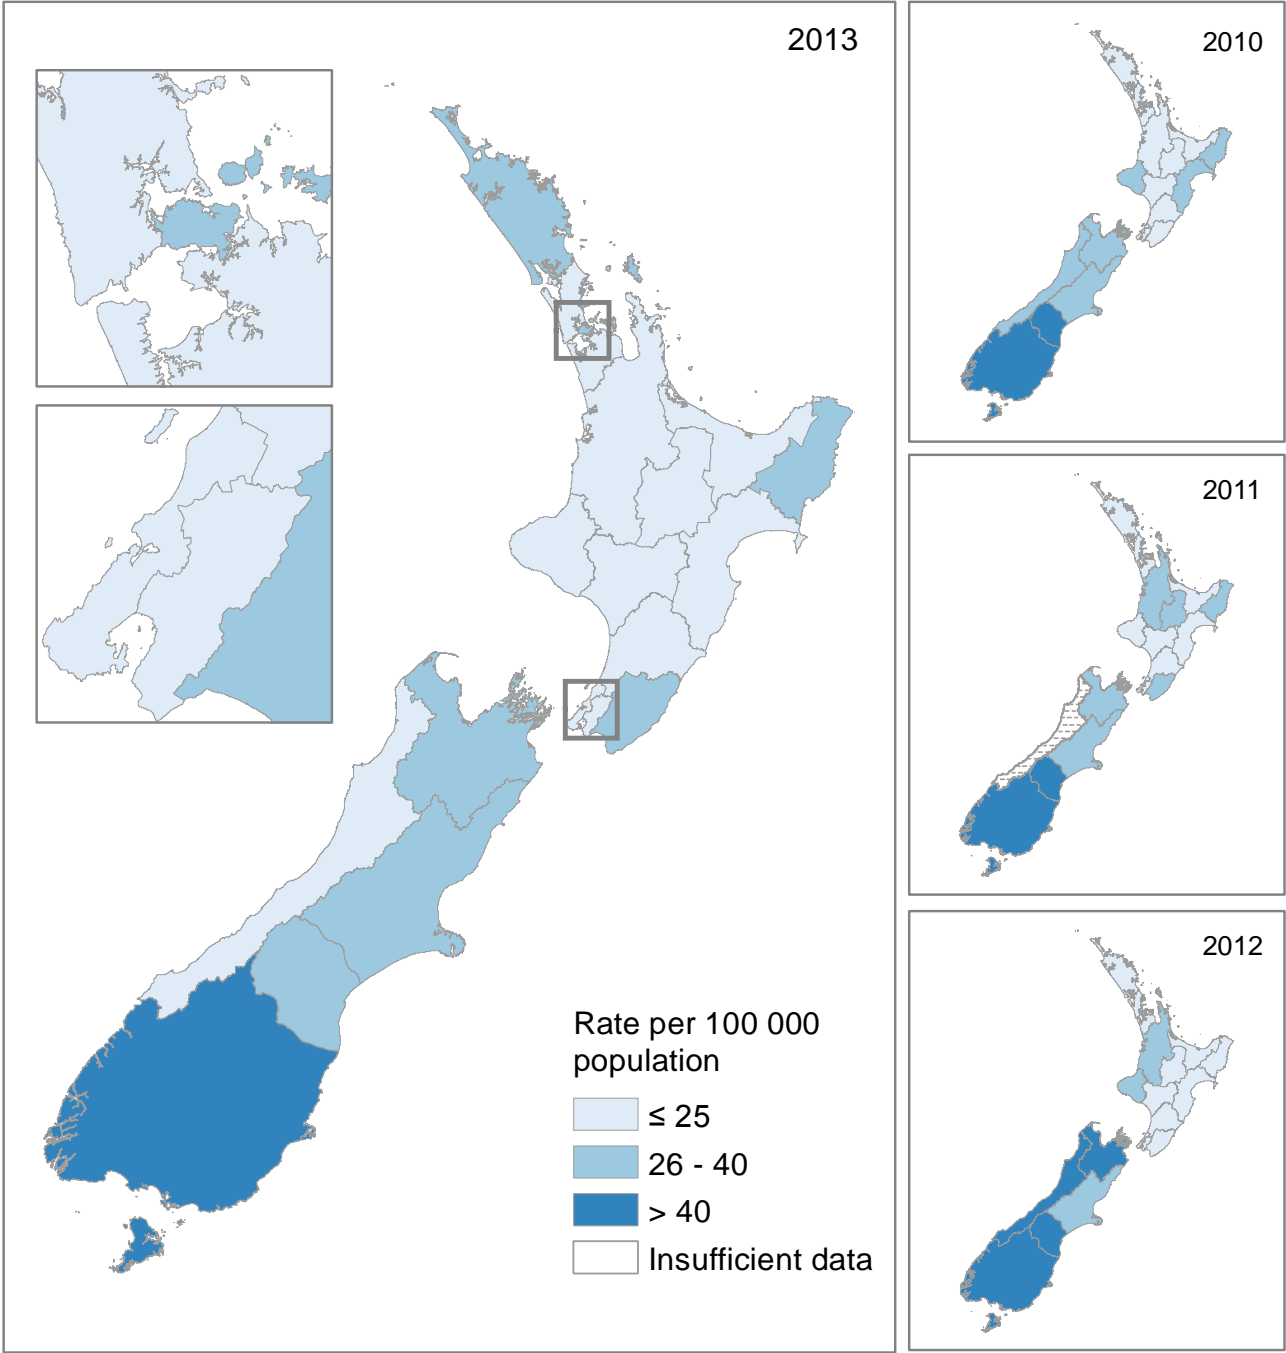 2013
Rate per 100 000
population
≤ 25
26 - 40
> 40
Insufficient data
2010
2011
2012